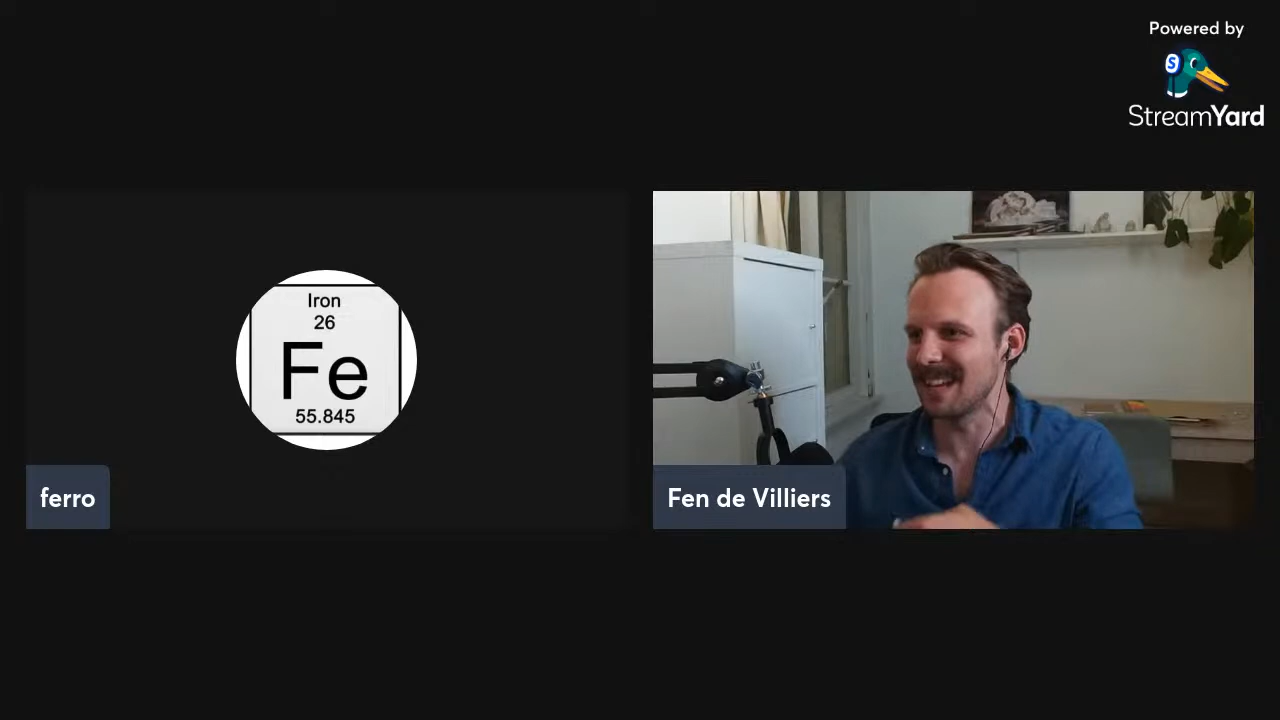 Powered by
S
StreamYard
Iron
26
Fe
55.845
ferro
Fen de Villiers